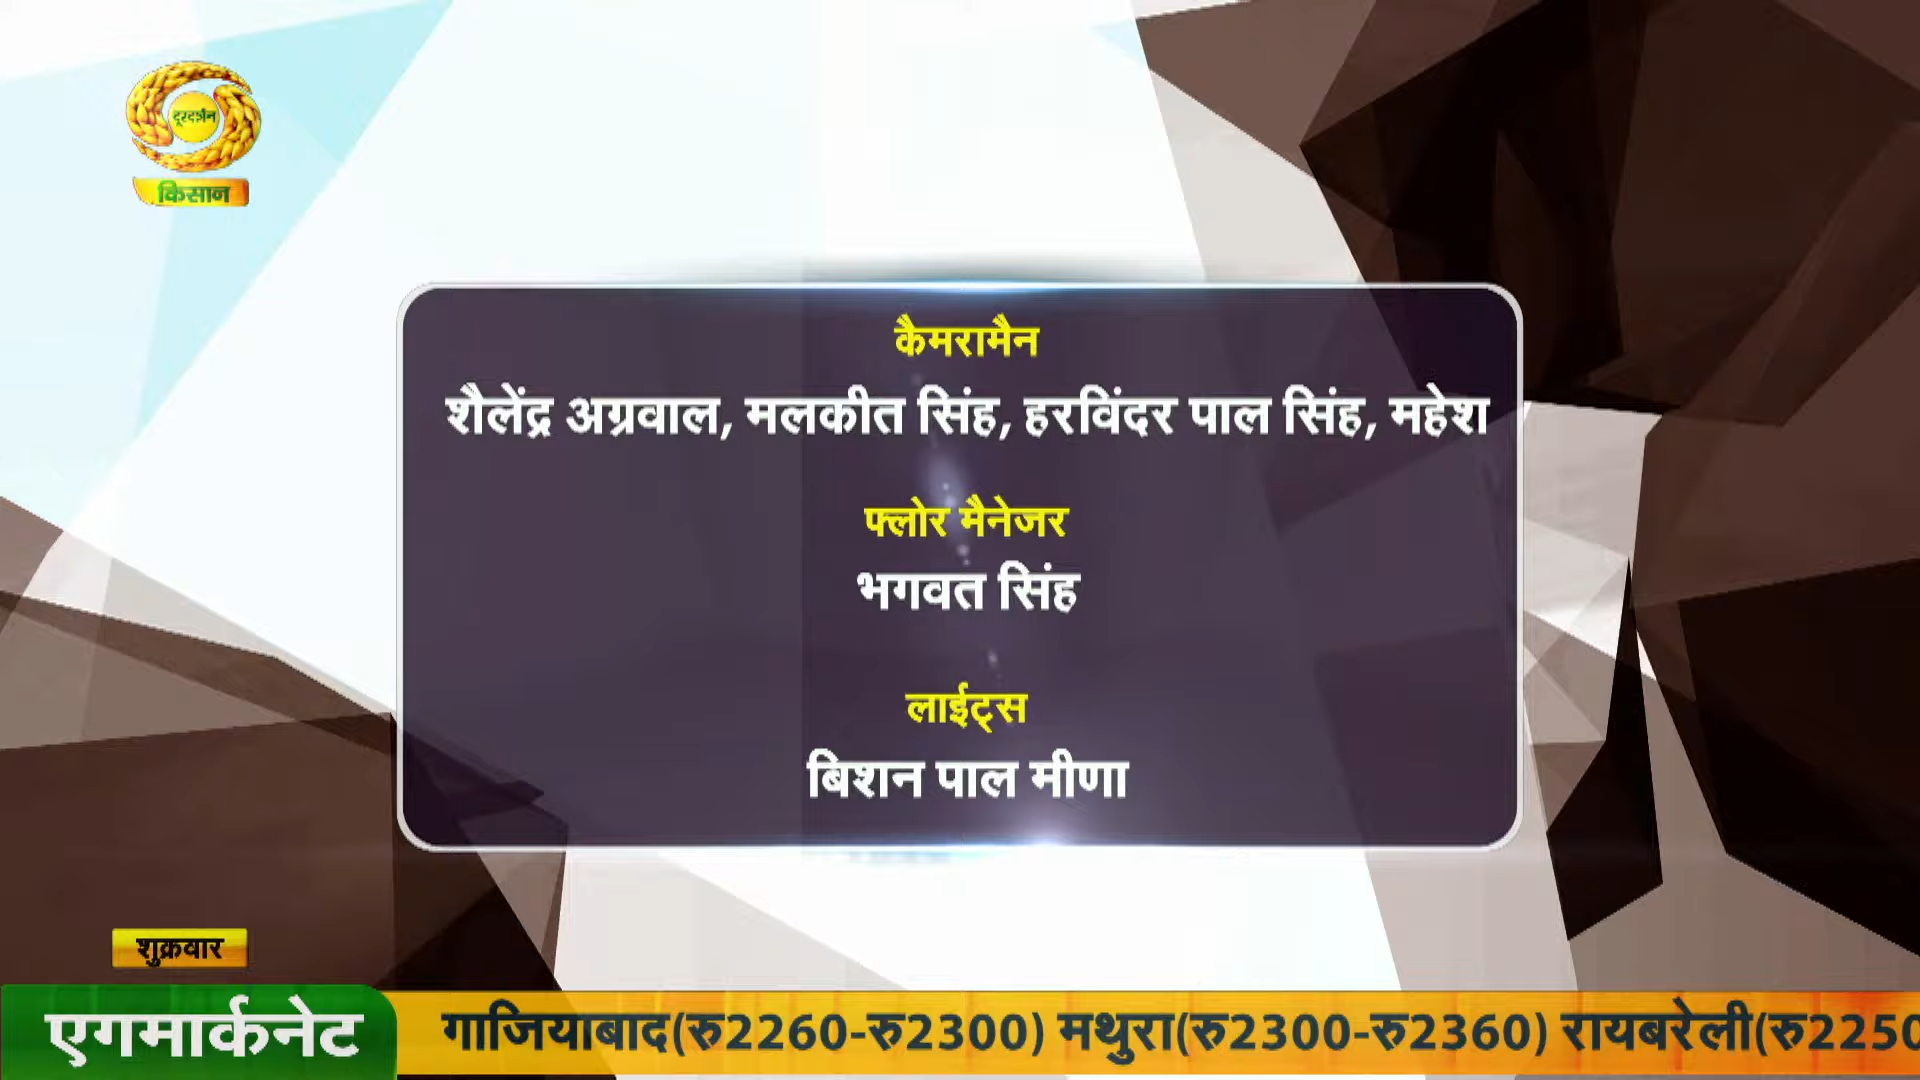 दूरदर्शन
किसान
कैमरामैन
शैलेंद्र अग्रवाल, मलकीत सिंह, हरविंदर पाल सिंह, महेश
फ्लोर मैनेजर
भगवत सिंह
लाईट्स
बिशन पाल मीणा
शुक्रवार
एगमार्कनेट
गाजियाबाद(रु2260-रु2300) मथुरा(रु2300-रु2360) रायबरेली(रु2250